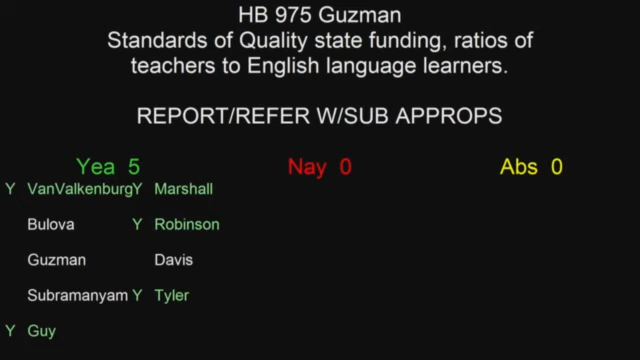 HB 975 Guzman
Standards of Quality state funding, ratios of
teachers to English language learners.
REPORT/REFER W/SUB APPROPS
Yea 5 Nay 0 Abs 0
Y VanValkenburg Y Marshall
Bulova Y Robinson
Guzman Davis
Subramanyam Y Tyler
Y Guy